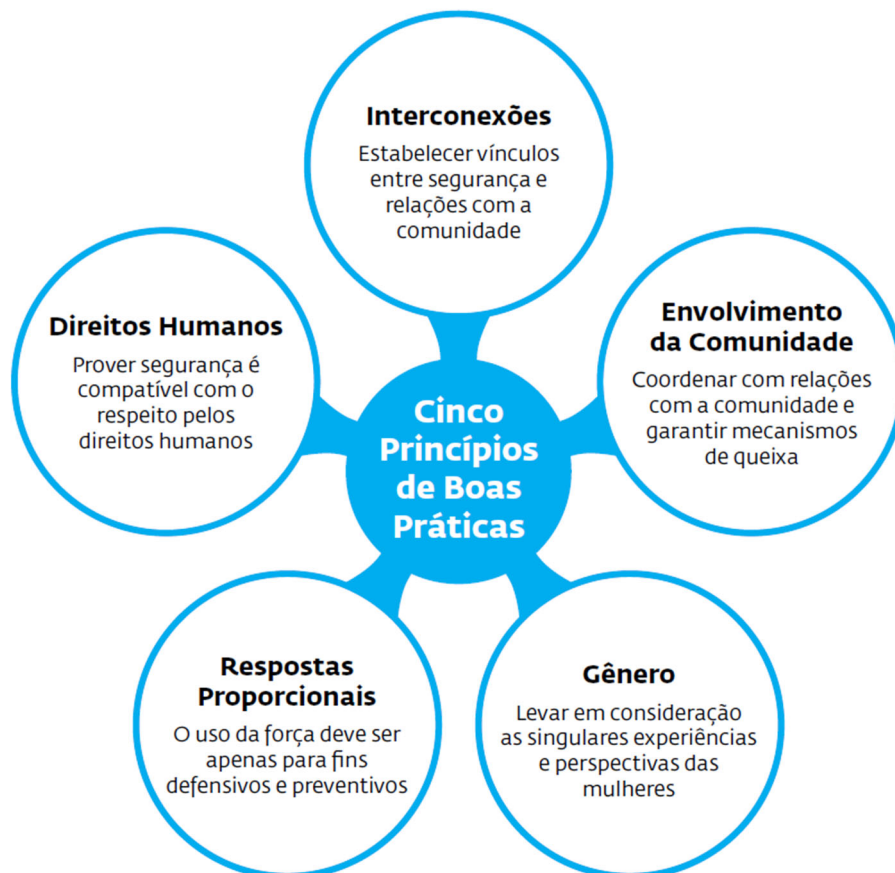 Interconexões
Estabelecer vínculos
entre segurança e
relações com a
comunidade
Envolvimento
da Comunidade
Coordenar com relações
com a comunidade e
garantir mecanismos
de queixa
Gênero
Levar em consideração
as singulares experiências
e perspectivas das
mulheres
Respostas
Proporcionais
O uso da força deve ser
apenas para fins
defensivos e preventivos
Direitos Humanos
Prover segurança é
compatível com o
respeito pelos
direitos humanos
Cinco
Princípios
de Boas
Práticas